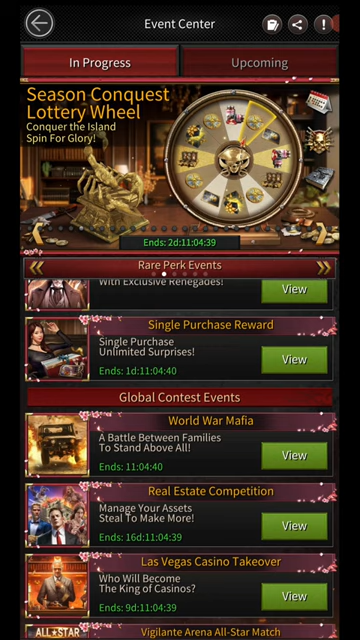 Event Center
In Progress
Upcoming
Season Conquest
Lottery Wheel
Conquer the Island
Spin For Glory!
Ends: 2d:11:04:39
Rare Perk Events
With Exclusive Renegades!
View
Single Purchase Reward
Single Purchase
Unlimited Surprises!
Ends: 1d:11:04:40
View
Global Contest Events
World War Mafia
A Battle Between Families
To Stand Above All!
Ends: 11:04:40
View
Real Estate Competition
Manage Your Assets
Steal To Make More!
Ends: 16d:11:04:39
View
Las Vegas Casino Takeover
Who Will Become
The King of Casinos?
Ends: 9d:11:04:39
View
Vigilante Arena All-Star Match
ALL★STAR